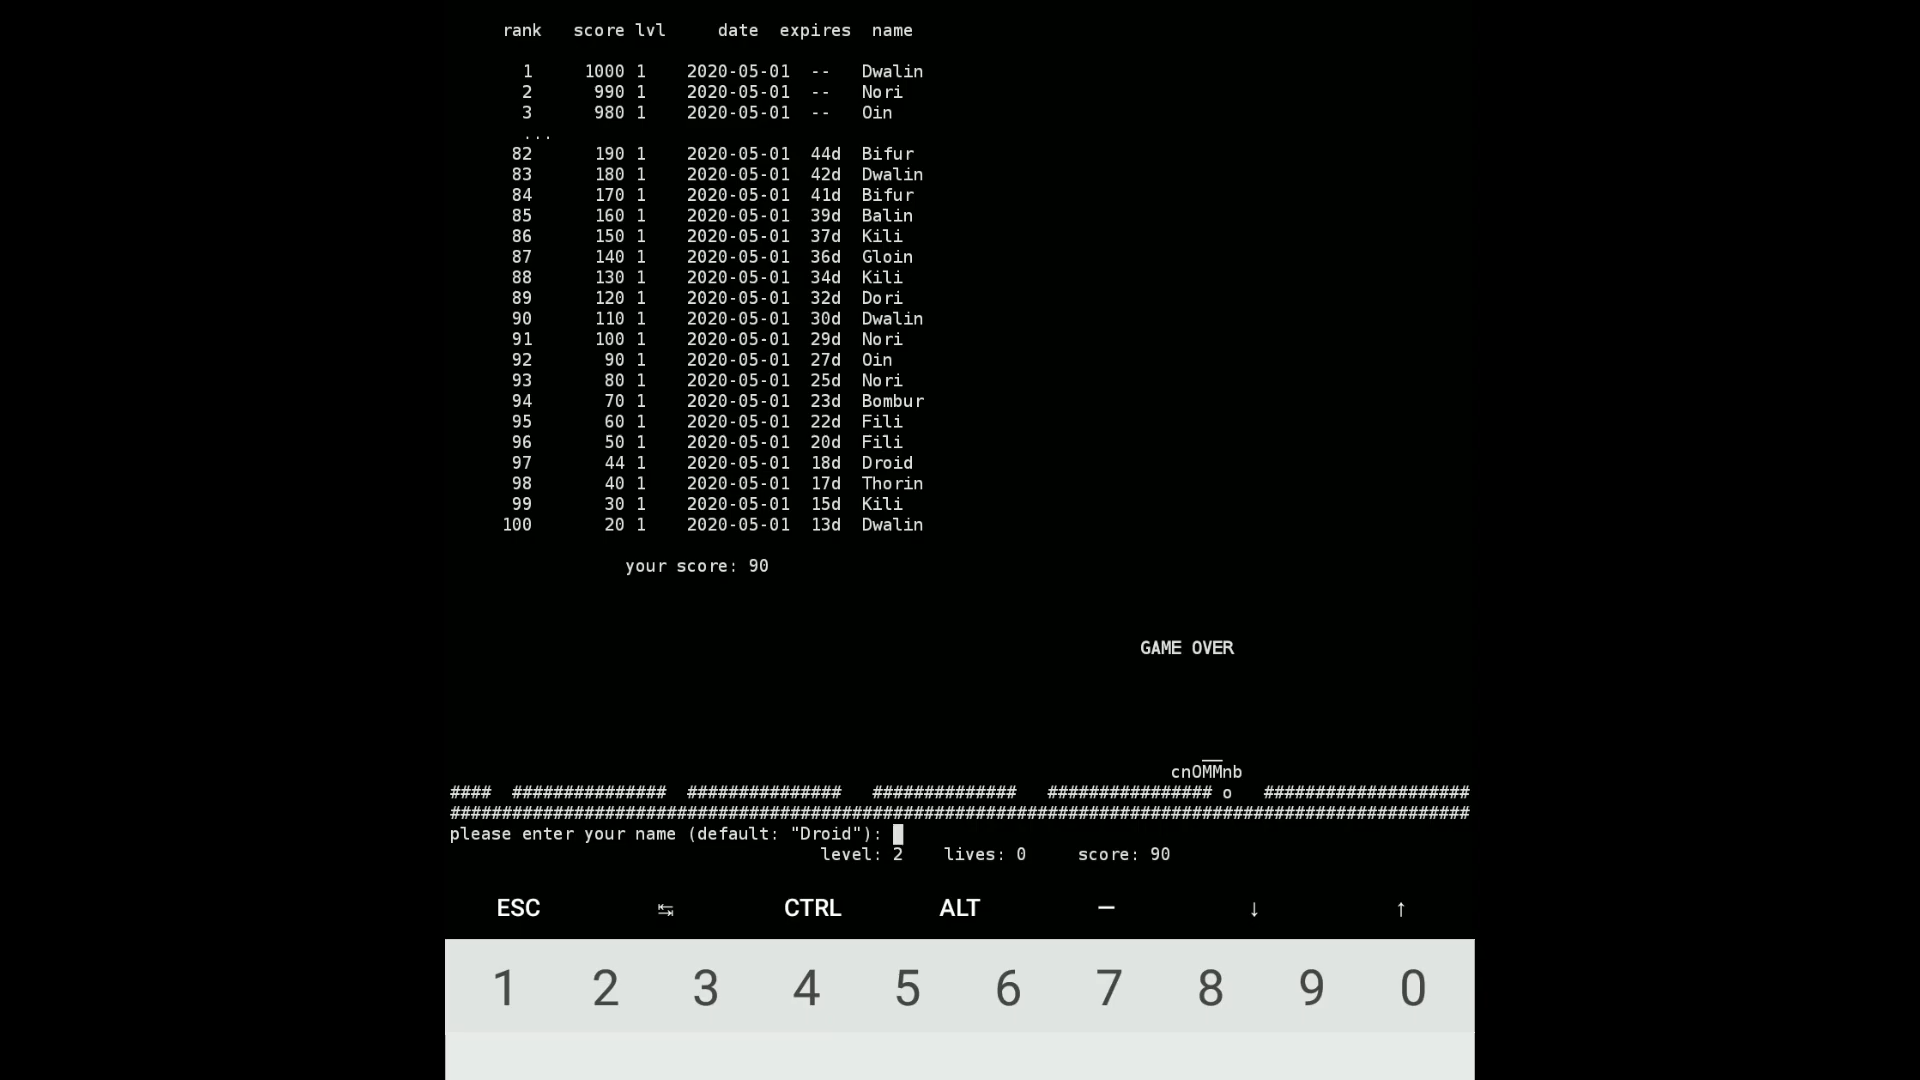 rank score lvl date expires name
1 1000 1 2020-05-01 -- Dwalin
2 990 1 2020-05-01 -- Nori
3 980 1 2020-05-01 -- Oin
...
82 190 1 2020-05-01 44d Bifur
83 180 1 2020-05-01 42d Dwalin
84 170 1 2020-05-01 41d Bifur
85 160 1 2020-05-01 39d Balin
86 150 1 2020-05-01 37d Kili
87 140 1 2020-05-01 36d Gloin
88 130 1 2020-05-01 34d Kili
89 120 1 2020-05-01 32d Dori
90 110 1 2020-05-01 30d Dwalin
91 100 1 2020-05-01 29d Nori
92 90 1 2020-05-01 27d Oin
93 80 1 2020-05-01 25d Nori
94 70 1 2020-05-01 23d Bombur
95 60 1 2020-05-01 22d Fili
96 50 1 2020-05-01 20d Fili
97 44 1 2020-05-01 18d Droid
98 40 1 2020-05-01 17d Thorin
99 30 1 2020-05-01 15d Kili
100 20 1 2020-05-01 13d Dwalin
your score: 90
GAME OVER
__
cnOMMnb
#### ############### ############### ############## ################ o ####################
###################################################################################################
please enter your name (default: "Droid"):
level: 2 lives: 0 score: 90
ESC ↹ CTRL ALT — ↓ ↑
1 2 3 4 5 6 7 8 9 0